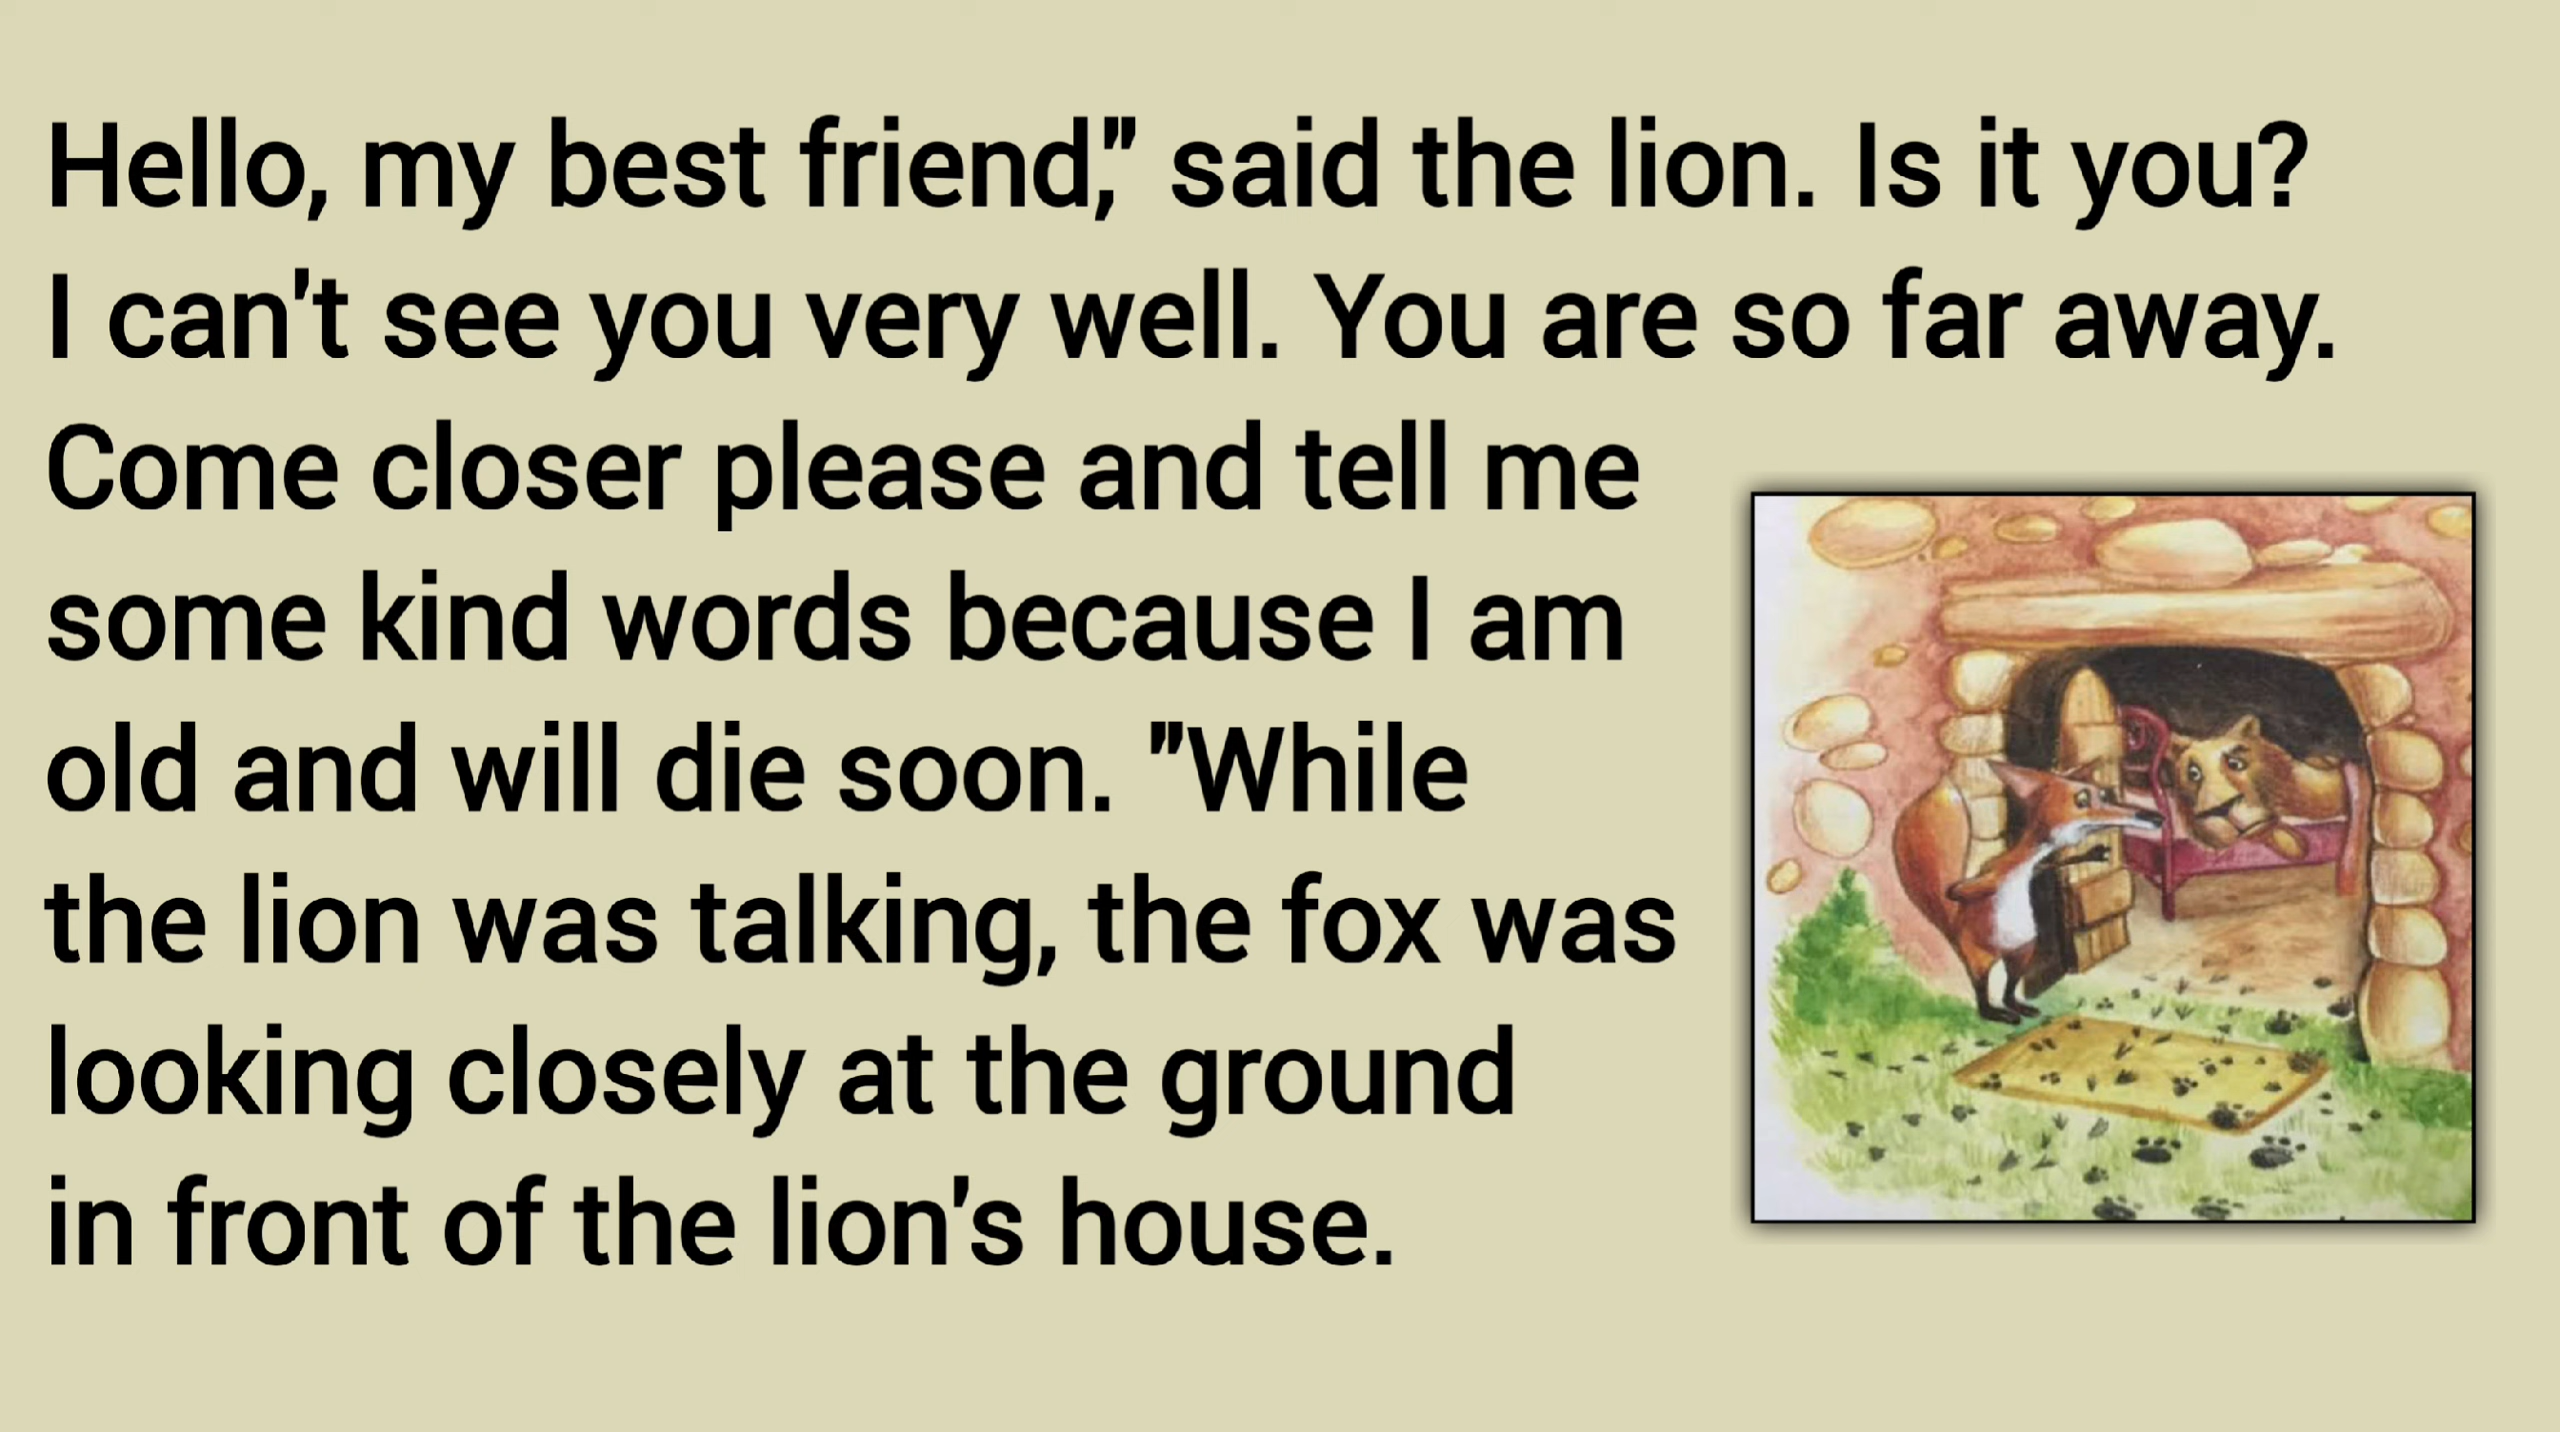 Hello, my best friend," said the lion. Is it you?
I can't see you very well. You are so far away.
Come closer please and tell me
some kind words because I am
old and will die soon. "While
the lion was talking, the fox was
looking closely at the ground
in front of the lion's house.